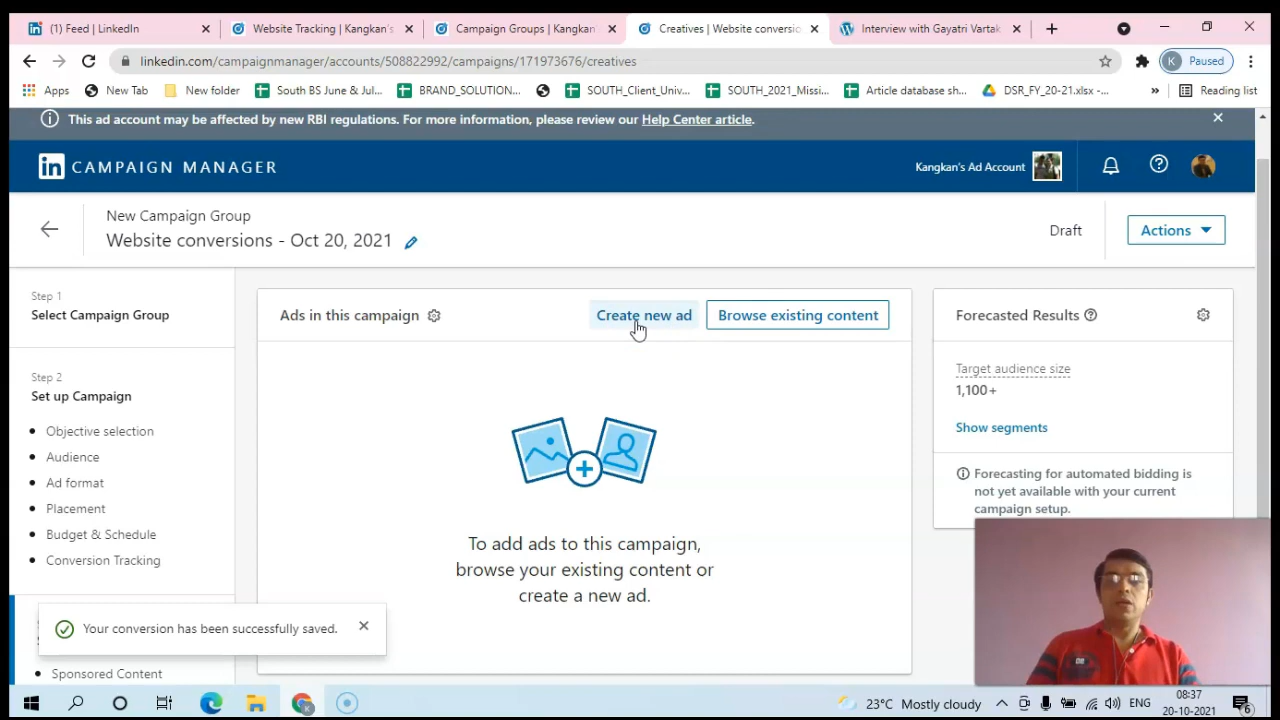 (1) Feed | LinkedIn
Website Tracking | Kangkan's
Campaign Groups | Kangkan
Creatives | Website conversio
Interview with Gayatri Vartak
linkedin.com/campaignmanager/accounts/508822992/campaigns/171973676/creatives
K Paused
Apps
New Tab
New folder
South BS June & Jul...
BRAND_SOLUTION...
SOUTH_Client_Univ...
SOUTH_2021_Missi...
Article database sh...
DSR_FY_20-21.xlsx -...
»
Reading list
This ad account may be affected by new RBI regulations. For more information, please review our Help Center article.
in CAMPAIGN MANAGER
Kangkan's Ad Account
New Campaign Group
Website conversions - Oct 20, 2021
Draft
Actions
Step 1
Select Campaign Group
Step 2
Set up Campaign
Objective selection
Audience
Ad format
Placement
Budget & Schedule
Conversion Tracking
Sponsored Content
Ads in this campaign
Create new ad
Browse existing content
To add ads to this campaign,
browse your existing content or
create a new ad.
Forecasted Results
Target audience size
1,100+
Show segments
Forecasting for automated bidding is
not yet available with your current
campaign setup.
Your conversion has been successfully saved.
23°C Mostly cloudy
ENG
08:37
20-10-2021
6